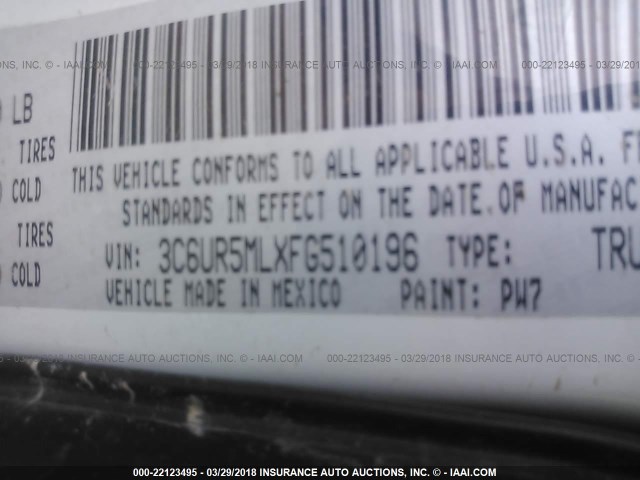 INC. - IAAI.COM 000-22123495 - 03/29/2018 INSURANCE AUTO AUCTIONS, INC. - IAAI.COM 000-22123495 - 03/29/2018
LB
TIRES
COLD
TIRES
COLD
THIS VEHICLE CONFORMS TO ALL APPLICABLE U.S.A.
STANDARDS IN EFFECT ON THE DATE OF MANUFAC
VIN: 3C6UR5MLXFG510196 TYPE: TRU
VEHICLE MADE IN MEXICO PAINT: PW7
AUTO AUCTIONS, INC. - IAAI.COM 000-22123495 - 03/29/2018 INSURANCE AUTO AUCTIONS, INC. - IAAI.COM
000-22123495 - 03/29/2018 INSURANCE AUTO AUCTIONS, INC. - IAAI.COM